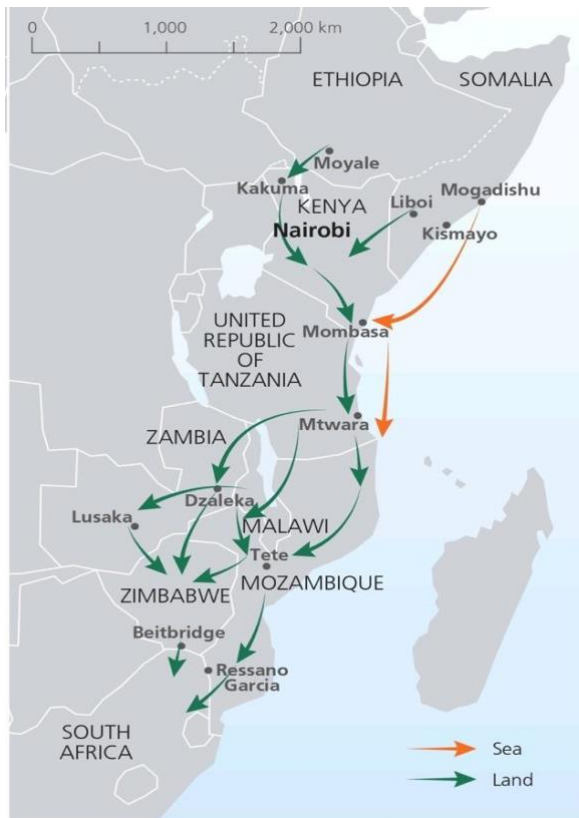 0 1,000 2,000 km
ETHIOPIA SOMALIA
Moyale
Kakuma
Mogadishu
Liboi
KENYA
Nairobi
Kismayo
UNITED
REPUBLIC
OF
TANZANIA
Mombasa
Mtwara
ZAMBIA
Dzaleka
Lusaka
MALAWI
Tete
MOZAMBIQUE
ZIMBABWE
Beitbridge
Ressano
Garcia
SOUTH
AFRICA
Sea
Land